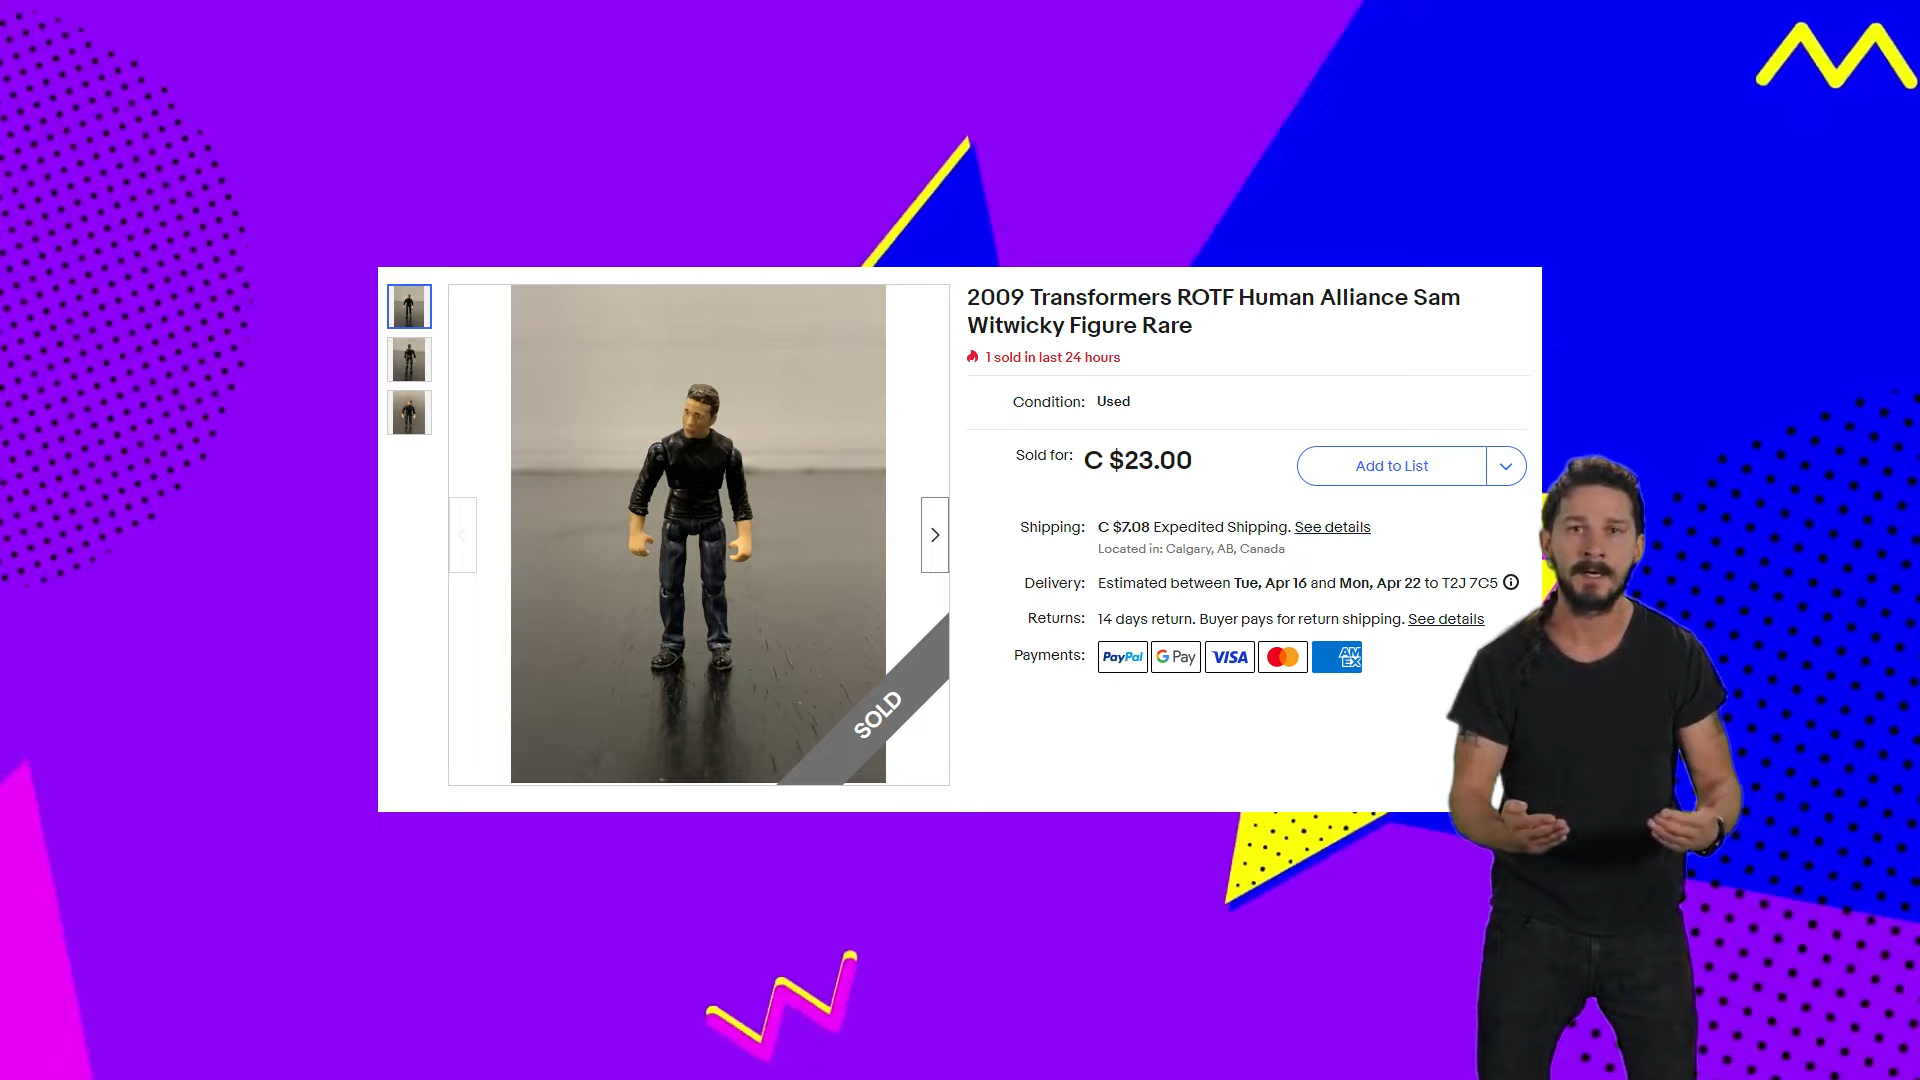 2009 Transformers ROTF Human Alliance Sam
Witwicky Figure Rare
1 sold in last 24 hours
Condition: Used
Sold for: C $23.00
Add to List
Shipping: C $7.08 Expedited Shipping. See details
Located in: Calgary, AB, Canada
Delivery: Estimated between Tue, Apr 16 and Mon, Apr 22 to T2J 7C5
Returns: 14 days return. Buyer pays for return shipping. See details
Payments: PayPal G Pay VISA AM EX
SOLD